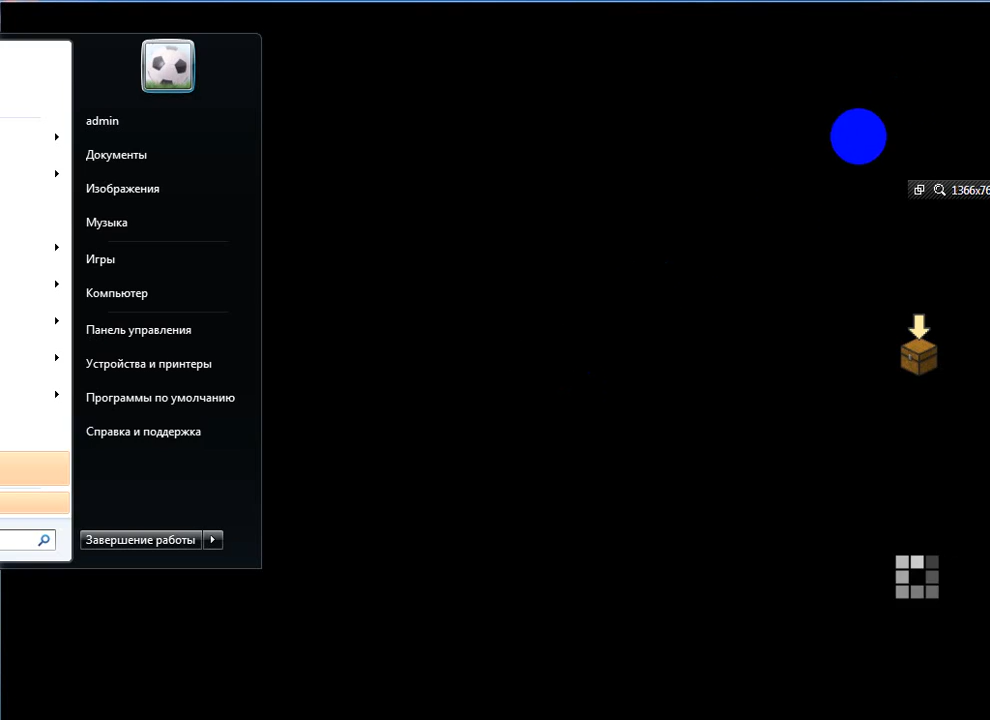 admin
Документы
Изображения
Музыка
Игры
Компьютер
Панель управления
Устройства и принтеры
Программы по умолчанию
Справка и поддержка
Завершение работы
1366x76